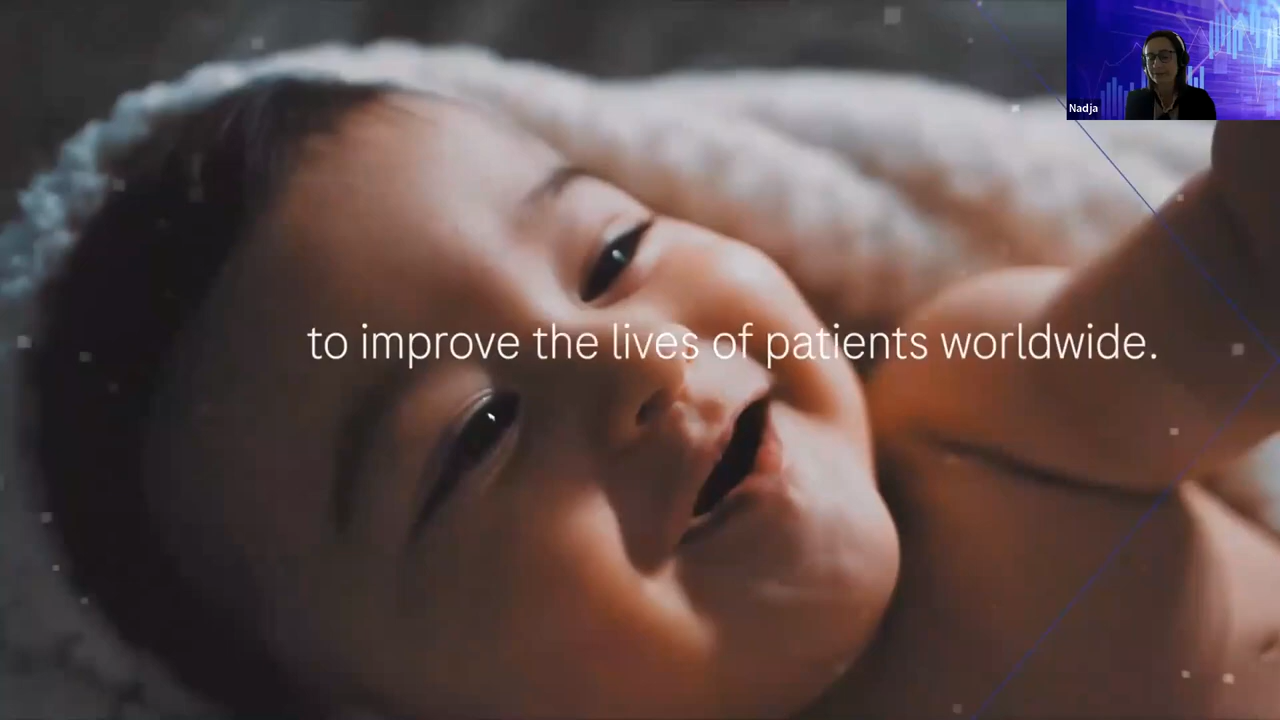 Nadja
to improve the lives of patients worldwide.